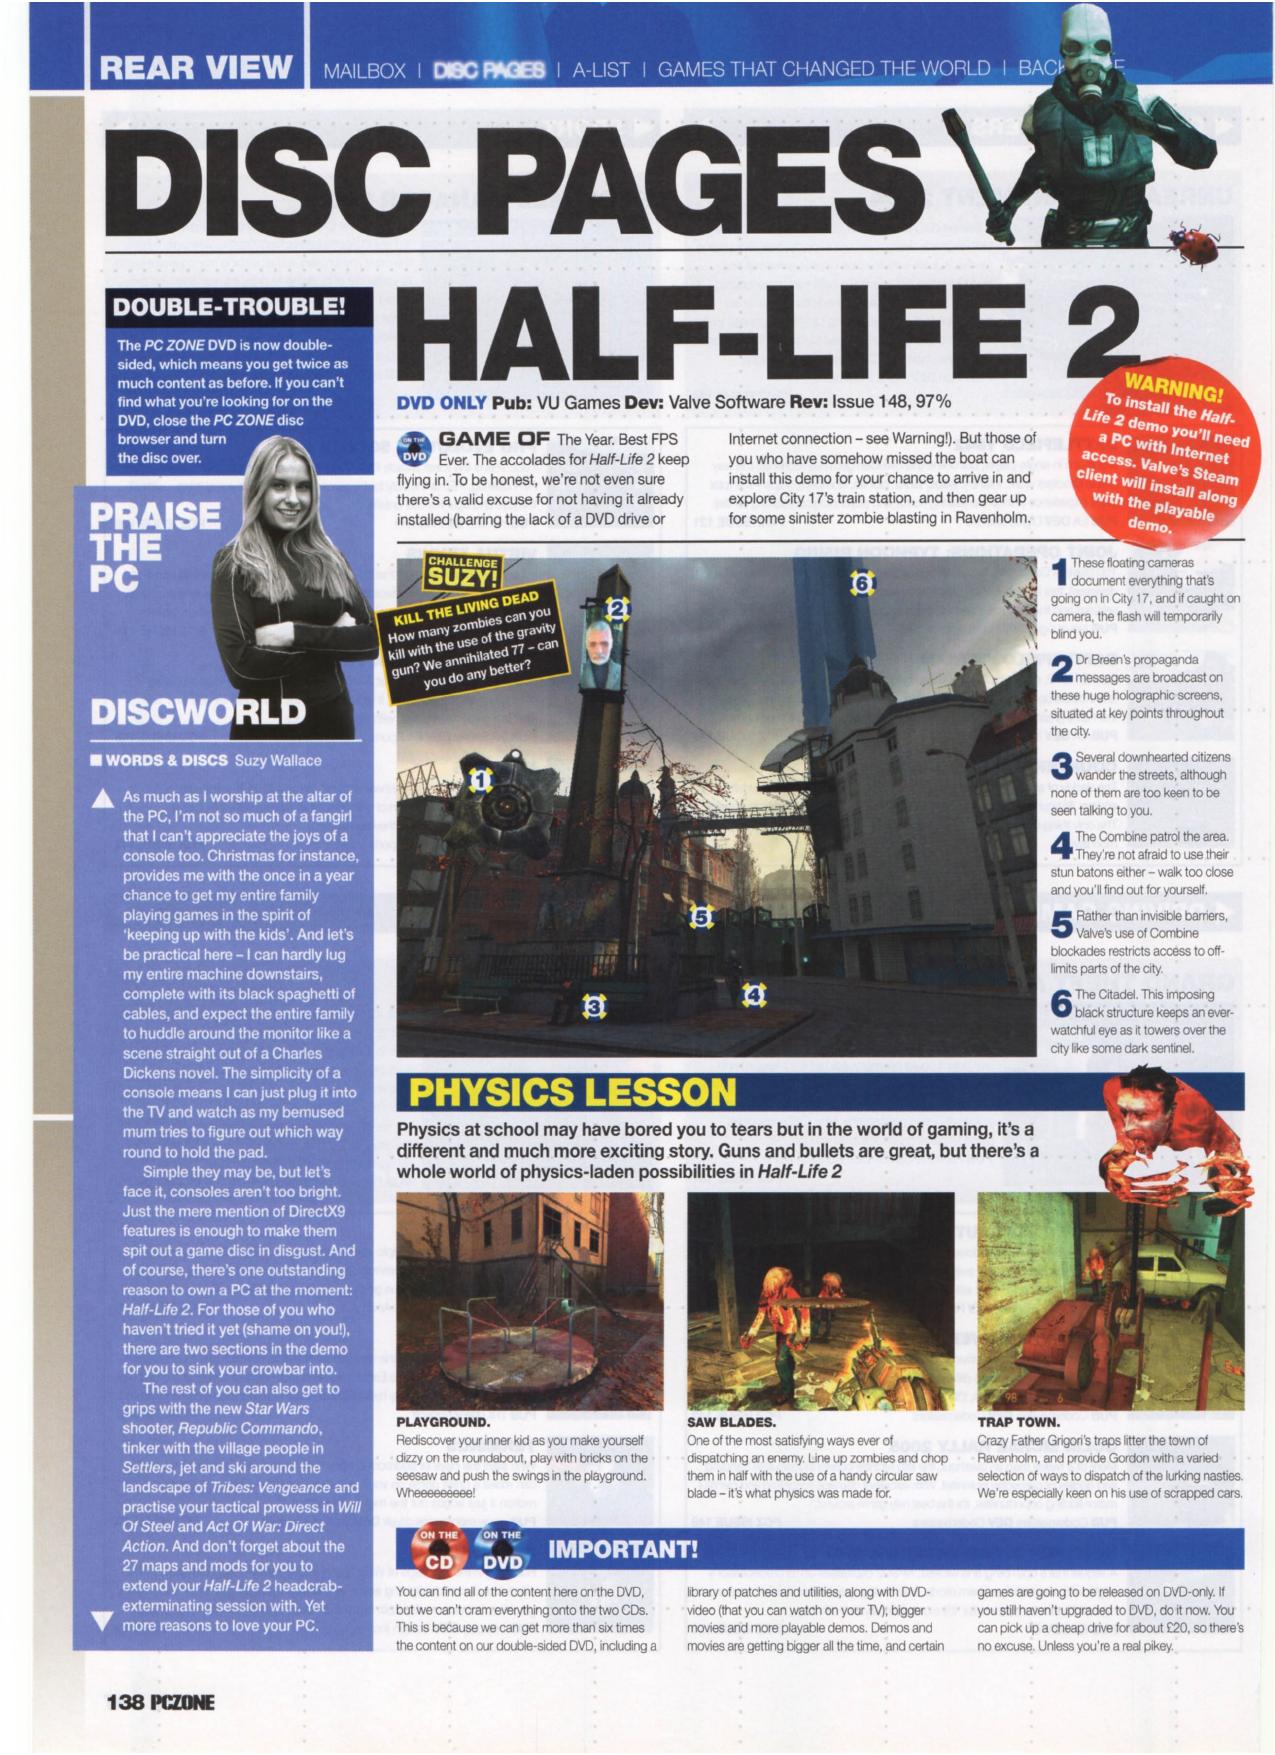 REAR VIEW
MAILBOX | DISC PAGES | A-LIST | GAMES THAT CHANGED THE WORLD |
DISC PAGES
DOUBLE-TROUBLE!
The PC ZONE DVD is now double-
sided, which means you get twice as
much content as before. If you can't
find what you're looking for on the
DVD, close the PC ZONE disc
browser and turn
the disc over.
PRAISE
THE
PC
DISCWORLD
■ WORDS & DISCS Suzy Wallace
As much as I worship at the altar of
the PC, I'm not so much of a fangirl
that I can't appreciate the joys of a
console too. Christmas for instance,
provides me with the once in a year
chance to get my entire family
playing games in the spirit of
'keeping up with the kids'. And let's
be practical here – I can hardly lug
my entire machine downstairs,
complete with its black spaghetti of
cables, and expect the entire family
to huddle around the monitor like a
scene straight out of a Charles
Dickens novel. The simplicity of a
console means I can just plug it into
the TV and watch as my bemused
mum tries to figure out which way
round to hold the pad.
Simple they may be, but let's
face it, consoles aren't too bright.
Just the mere mention of DirectX9
features is enough to make them
spit out a game disc in disgust. And
of course, there's one outstanding
reason to own a PC at the moment:
Half-Life 2. For those of you who
haven't tried it yet (shame on you!),
there are two sections in the demo
for you to sink your crowbar into.
The rest of you can also get to
grips with the new Star Wars
shooter, Republic Commando,
tinker with the village people in
Settlers, jet and ski around the
landscape of Tribes: Vengeance and
practise your tactical prowess in Will
Of Steel and Act Of War: Direct
Action. And don't forget about the
27 maps and mods for you to
extend your Half-Life 2 headcrab-
exterminating session with. Yet
more reasons to love your PC.
HALF-LIFE 2
DVD ONLY Pub: VU Games Dev: Valve Software Rev: Issue 148, 97%
WARNING!
To install the Half-
Life 2 demo you'll need
a PC with Internet
access. Valve's Steam
client will install along
with the playable
demo.
ON THE
DVD
GAME OF The Year. Best FPS
Ever. The accolades for Half-Life 2 keep
flying in. To be honest, we're not even sure
there's a valid excuse for not having it already
installed (barring the lack of a DVD drive or
Internet connection – see Warning!). But those of
you who have somehow missed the boat can
install this demo for your chance to arrive in and
explore City 17's train station, and then gear up
for some sinister zombie blasting in Ravenholm.
CHALLENGE
SUZY!
KILL THE LIVING DEAD
How many zombies can you
kill with the use of the gravity
gun? We annihilated 77 – can
you do any better?
1
2
3
4
5
6
1 These floating cameras
document everything that's
going on in City 17, and if caught on
camera, the flash will temporarily
blind you.
2 Dr Breen's propaganda
messages are broadcast on
these huge holographic screens,
situated at key points throughout
the city.
3 Several downhearted citizens
wander the streets, although
none of them are too keen to be
seen talking to you.
4 The Combine patrol the area.
They're not afraid to use their
stun batons either – walk too close
and you'll find out for yourself.
5 Rather than invisible barriers,
Valve's use of Combine
blockades restricts access to off-
limits parts of the city.
6 The Citadel. This imposing
black structure keeps an ever-
watchful eye as it towers over the
city like some dark sentinel.
PHYSICS LESSON
Physics at school may have bored you to tears but in the world of gaming, it's a
different and much more exciting story. Guns and bullets are great, but there's a
whole world of physics-laden possibilities in Half-Life 2
PLAYGROUND.
Rediscover your inner kid as you make yourself
dizzy on the roundabout, play with bricks on the
seesaw and push the swings in the playground.
Wheeeeeeeee!
SAW BLADES.
One of the most satisfying ways ever of
dispatching an enemy. Line up zombies and chop
them in half with the use of a handy circular saw
blade – it's what physics was made for.
TRAP TOWN.
Crazy Father Grigori's traps litter the town of
Ravenholm, and provide Gordon with a varied
selection of ways to dispatch of the lurking nasties.
We're especially keen on his use of scrapped cars.
ON THE
CD
ON THE
DVD
IMPORTANT!
You can find all of the content here on the DVD,
but we can't cram everything onto the two CDs.
This is because we can get more than six times
the content on our double-sided DVD, including a
library of patches and utilities, along with DVD-
video (that you can watch on your TV), bigger
movies and more playable demos. Demos and
movies are getting bigger all the time, and certain
games are going to be released on DVD-only. If
you still haven't upgraded to DVD, do it now. You
can pick up a cheap drive for about £20, so there's
no excuse. Unless you're a real pikey.
138 PCZONE